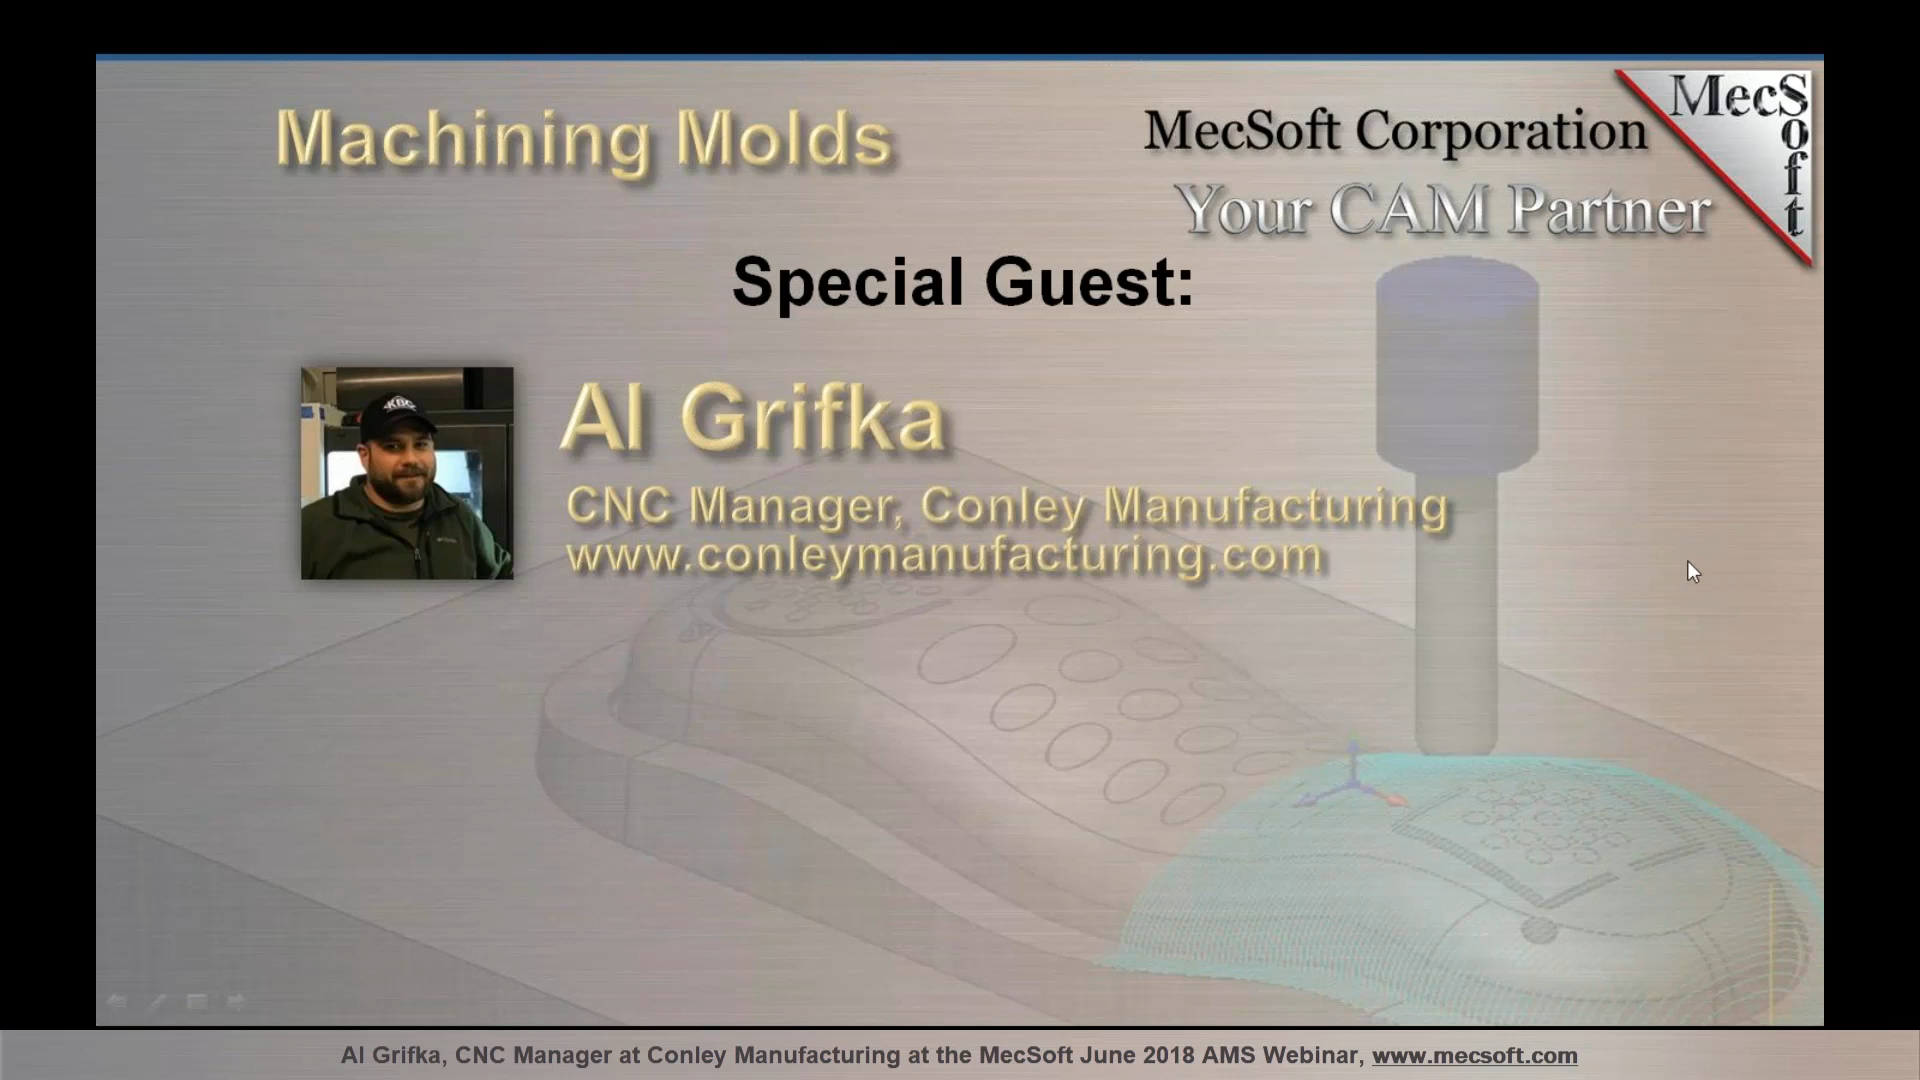 Machining Molds
MecSoft Corporation
Your CAM Partner
MecSoft
Special Guest:
KBC
Al Grifka
CNC Manager, Conley Manufacturing
www.conleymanufacturing.com
Al Grifka, CNC Manager at Conley Manufacturing at the MecSoft June 2018 AMS Webinar, www.mecsoft.com